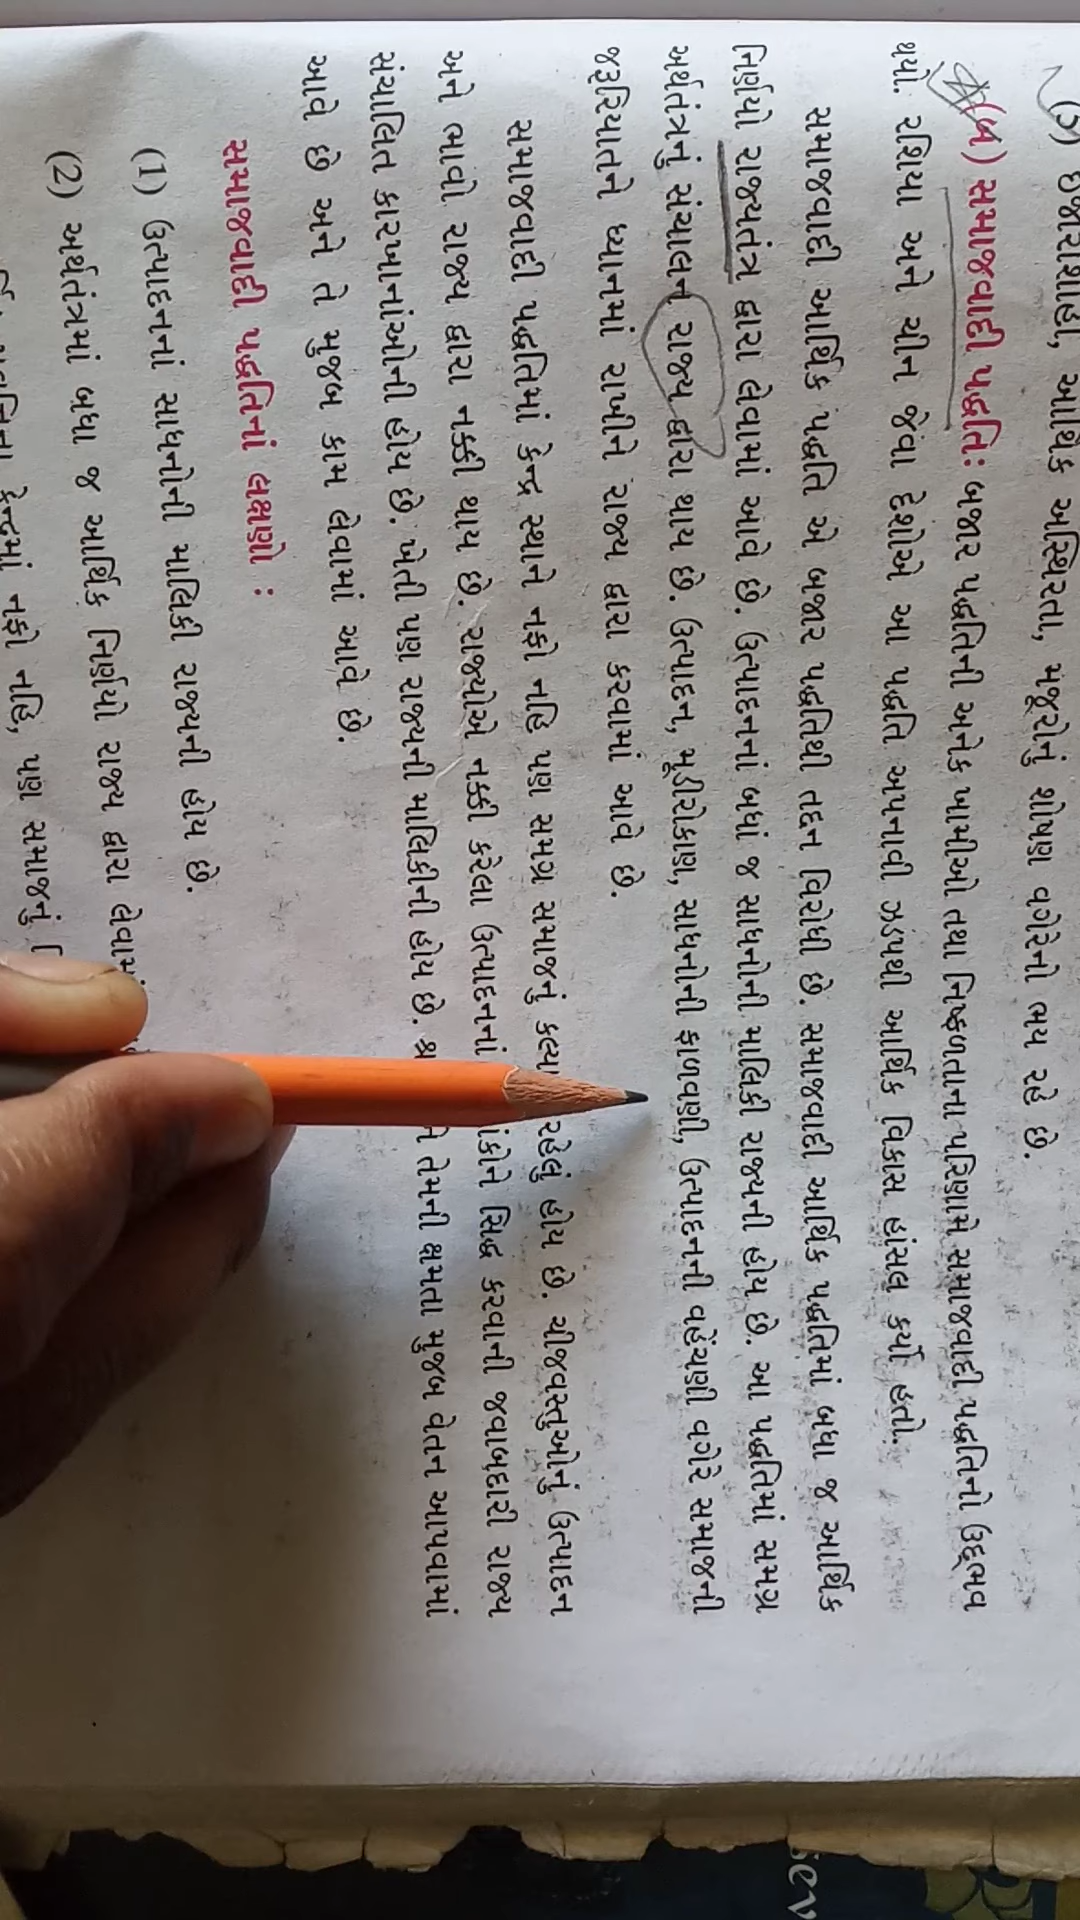 ઇજારાશાહી, આર્થિક અસ્થિરતા, મજૂરોનું શોષણ વગેરેનો ભય રહે છે.
(બ) સમાજવાદી પદ્ધતિ: બજાર પદ્ધતિની અનેક ખામીઓ તથા નિષ્ફળતાના પરિણામે સમાજવાદી પદ્ધતિનો ઉદ્ભવ
થયો. રશિયા અને ચીન જેવા દેશોએ આ પદ્ધતિ અપનાવી ઝડપથી આર્થિક વિકાસ હાંસલ કર્યો હતો.
સમાજવાદી આર્થિક પદ્ધતિ એ બજાર પદ્ધતિથી તદ્દન વિરોધી છે. સમાજવાદી આર્થિક પદ્ધતિમાં બધા જ આર્થિક
નિર્ણયો રાજ્યતંત્ર દ્વારા લેવામાં આવે છે. ઉત્પાદનનાં બધાં જ સાધનોની માલિકી રાજ્યની હોય છે. આ પદ્ધતિમાં સમગ્ર
અર્થતંત્રનું સંચાલન રાજ્ય દ્વારા થાય છે. ઉત્પાદન, મૂડીરોકાણ, સાધનોની ફાળવણી, ઉત્પાદનની વહેંચણી વગેરે સમાજની
જરૂરિયાતને ધ્યાનમાં રાખીને રાજ્ય દ્વારા કરવામાં આવે છે.
સમાજવાદી પદ્ધતિમાં કેન્દ્ર સ્થાને નફો નહિ પણ સમગ્ર સમાજનું રહેલું હોય છે. ચીજવસ્તુઓનું ઉત્પાદન
અને ભાવો રાજ્ય દ્વારા નક્કી થાય છે. રાજ્યોએ નક્કી કરેલા ઉત્પાદનનાં સિદ્ધ કરવાની જવાબદારી રાજ્ય
સંચાલિત કારખાનાંઓની હોય છે. ખેતી પણ રાજ્યની માલિકીની હોય છે. તેમની ક્ષમતા મુજબ વેતન આપવામાં
આવે છે અને તે મુજબ કામ લેવામાં આવે છે.
સમાજવાદી પદ્ધતિનાં લક્ષણો :
(1) ઉત્પાદનનાં સાધનોની માલિકી રાજ્યની હોય છે.
(2) અર્થતંત્રમાં બધા જ આર્થિક નિર્ણયો રાજ્ય દ્વારા
કેન્દ્રમાં નફો નહિ, પણ સમાજનું